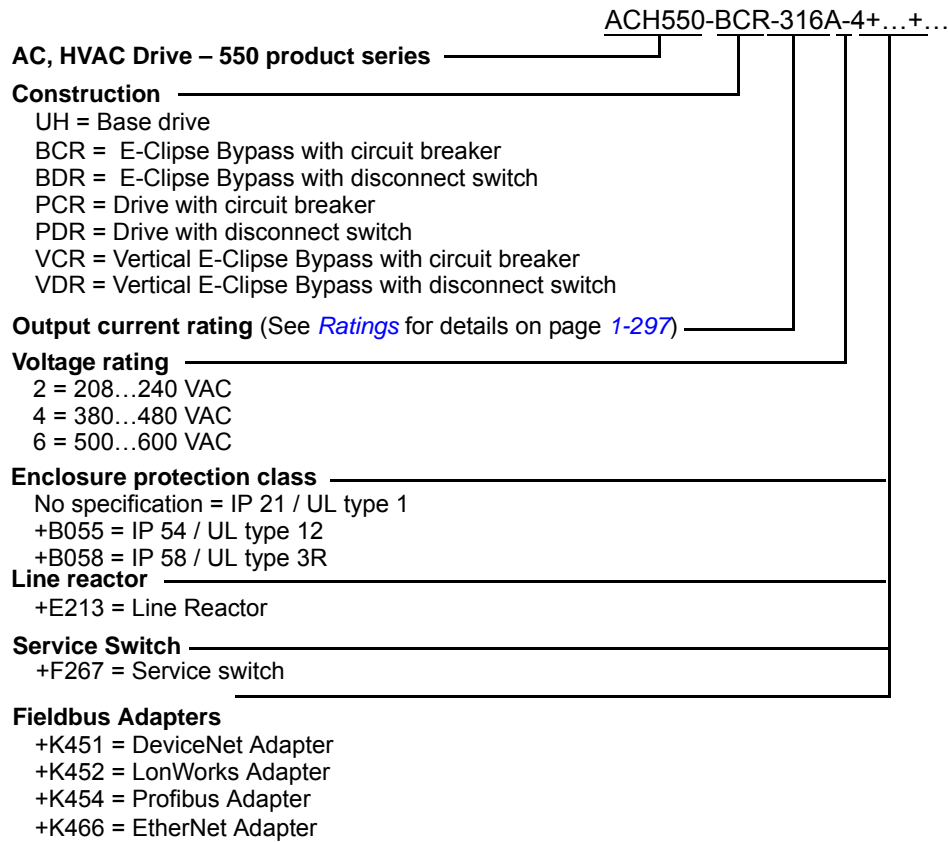 ACH550-BCR-316A-4+…+…
AC, HVAC Drive – 550 product series
Construction
UH = Base drive
BCR = E-Clipse Bypass with circuit breaker
BDR = E-Clipse Bypass with disconnect switch
PCR = Drive with circuit breaker
PDR = Drive with disconnect switch
VCR = Vertical E-Clipse Bypass with circuit breaker
VDR = Vertical E-Clipse Bypass with disconnect switch
Output current rating (See Ratings for details on page 1-297)
Voltage rating
2 = 208…240 VAC
4 = 380…480 VAC
6 = 500…600 VAC
Enclosure protection class
No specification = IP 21 / UL type 1
+B055 = IP 54 / UL type 12
+B058 = IP 58 / UL type 3R
Line reactor
+E213 = Line Reactor
Service Switch
+F267 = Service switch
Fieldbus Adapters
+K451 = DeviceNet Adapter
+K452 = LonWorks Adapter
+K454 = Profibus Adapter
+K466 = EtherNet Adapter